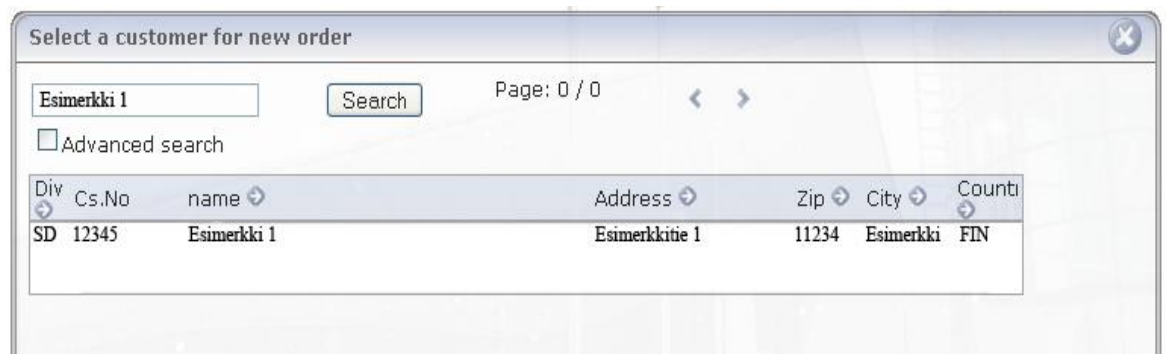 Select a customer for new order
Esimerkki 1 Search Page: 0 / 0
Advanced search
Div Cs.No name Address Zip City Countr
SD 12345 Esimerkki 1 Esimerkkitie 1 11234 Esimerkki FIN